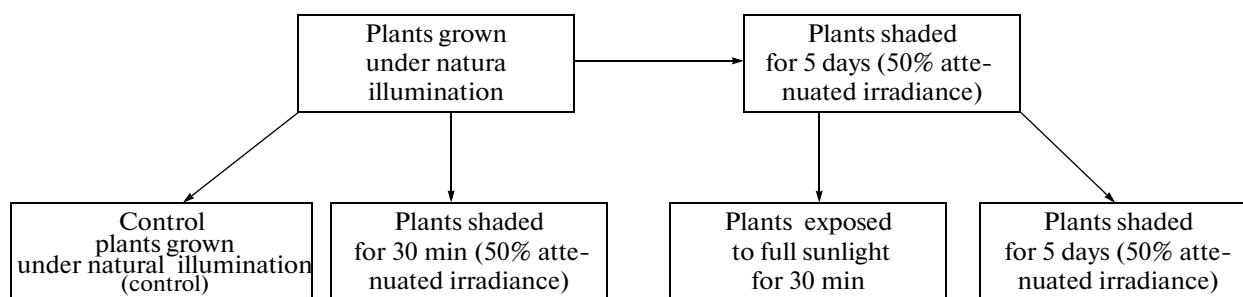 Plants grown
under natura
illumination
Plants shaded
for 5 days (50% atte-
nuated irradiance)
Control
plants grown
under natural illumination
(control)
Plants shaded
for 30 min (50% atte-
nuated irradiance)
Plants exposed
to full sunlight
for 30 min
Plants shaded
for 5 days (50% atte-
nuated irradiance)